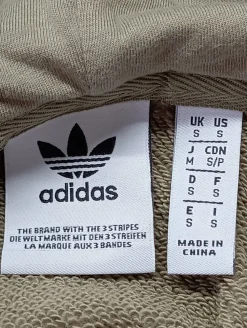 adidas
THE BRAND WITH THE 3 STRIPES
DIE WELTMARKE MIT DEN 3 STREIFEN
LA MARQUE AUX 3 BANDES
UK US
S S
J CDN
M S/P
D F
S S
E I
S S
MADE IN
CHINA